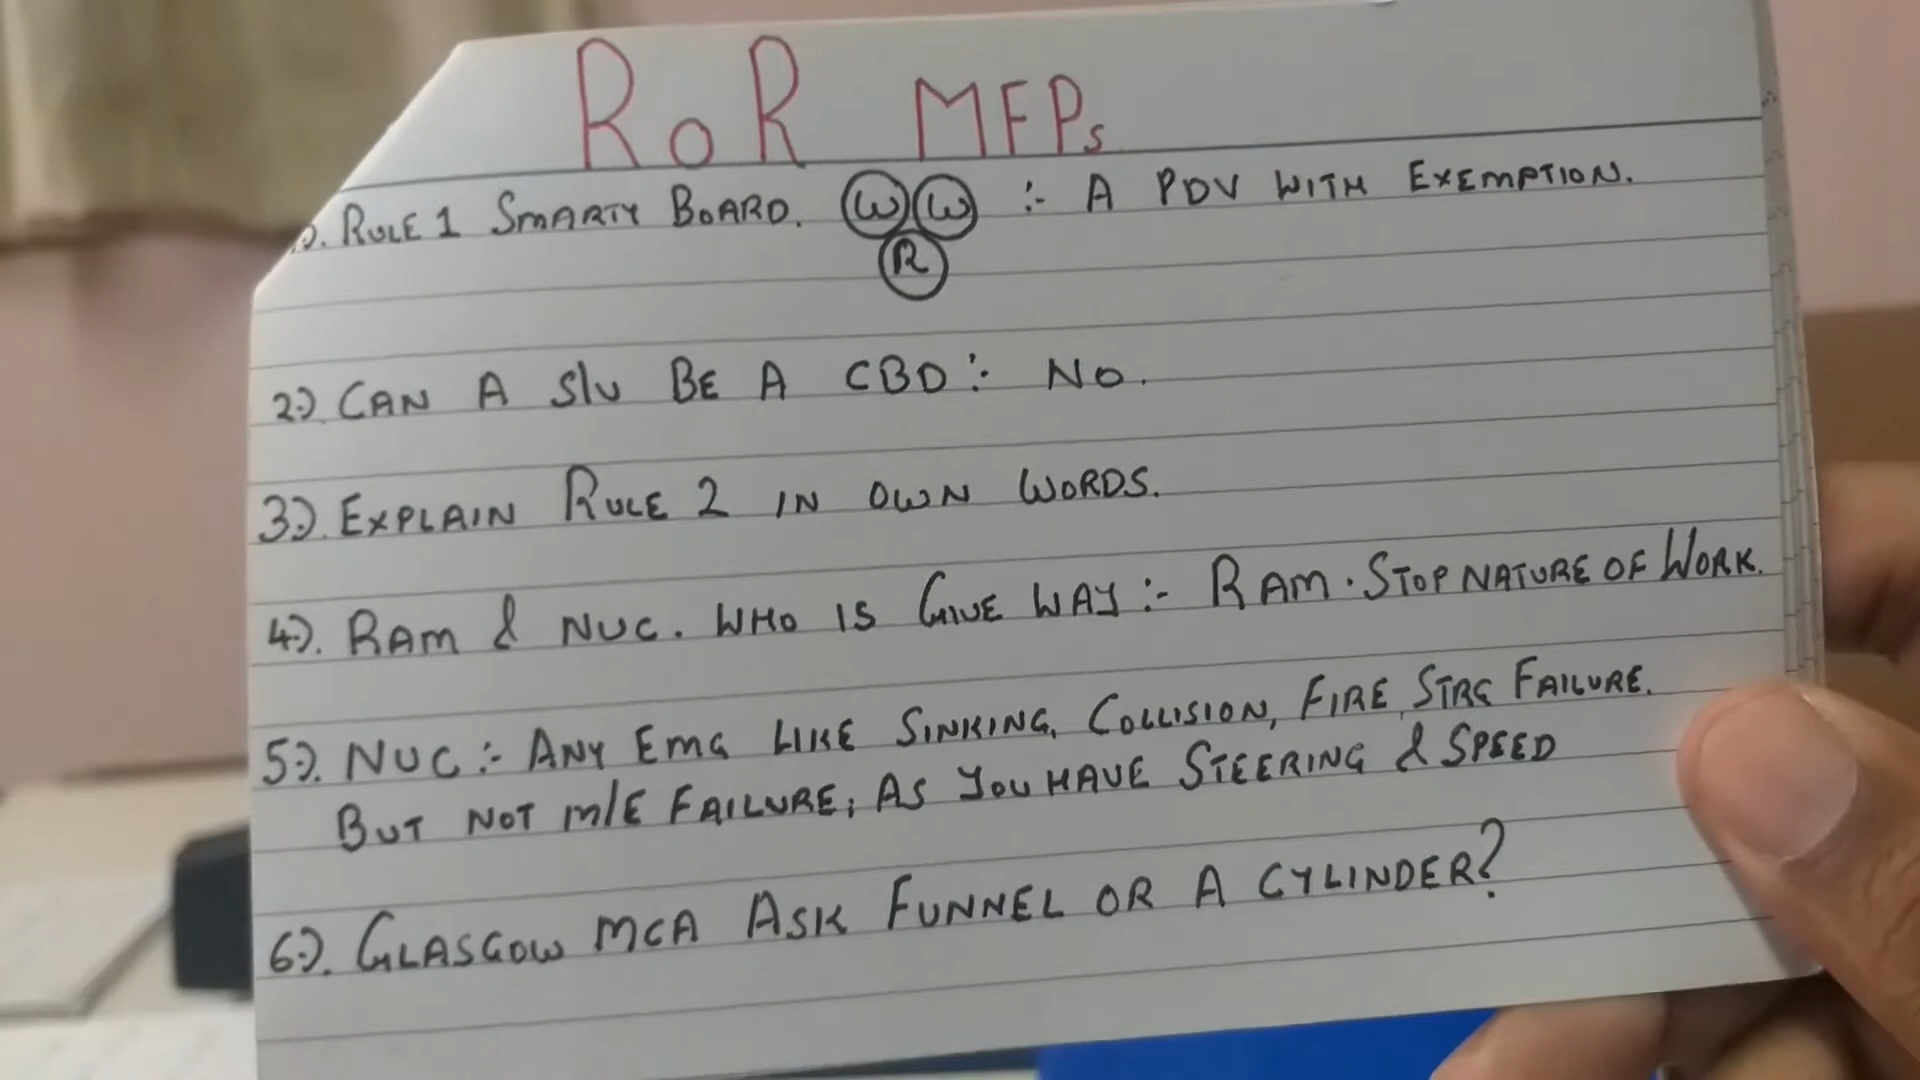 RoR MFPs
1). RULE 1 SMARTY BOARD. W W :- A PDV WITH EXEMPTION.
R
2.) CAN A S/V BE A CBD :- NO.
3.). EXPLAIN RULE 2 IN OWN WORDS.
4.). RAM & NUC. WHO IS GIVE WAY :- RAM. STOP NATURE OF WORK.
5.). NUC :- ANY EMG LIKE SINKING, COLLISION, FIRE, STRG FAILURE.
BUT NOT M/E FAILURE, AS YOU HAVE STEERING & SPEED
6.). GLASGOW MCA ASK FUNNEL OR A CYLINDER?